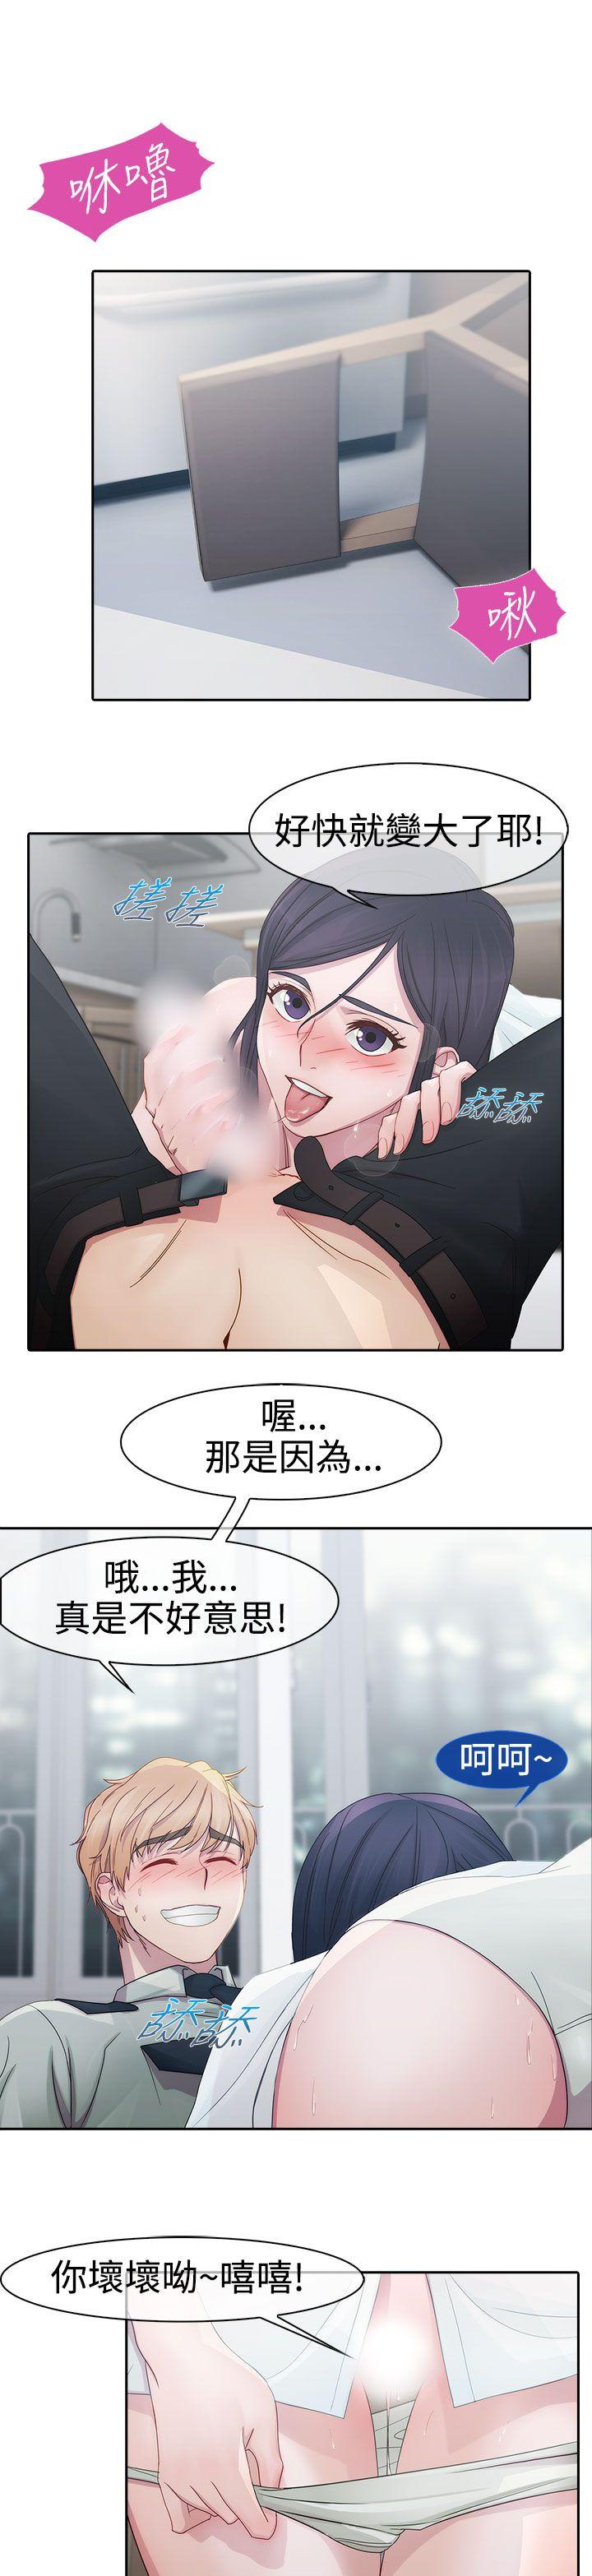 咻嚕
啾
好快就變大了耶!
搓搓
舔舔
喔...
那是因為...
哦...我...
真是不好意思!
呵呵~
舔舔
你壞壞呦~嘻嘻!